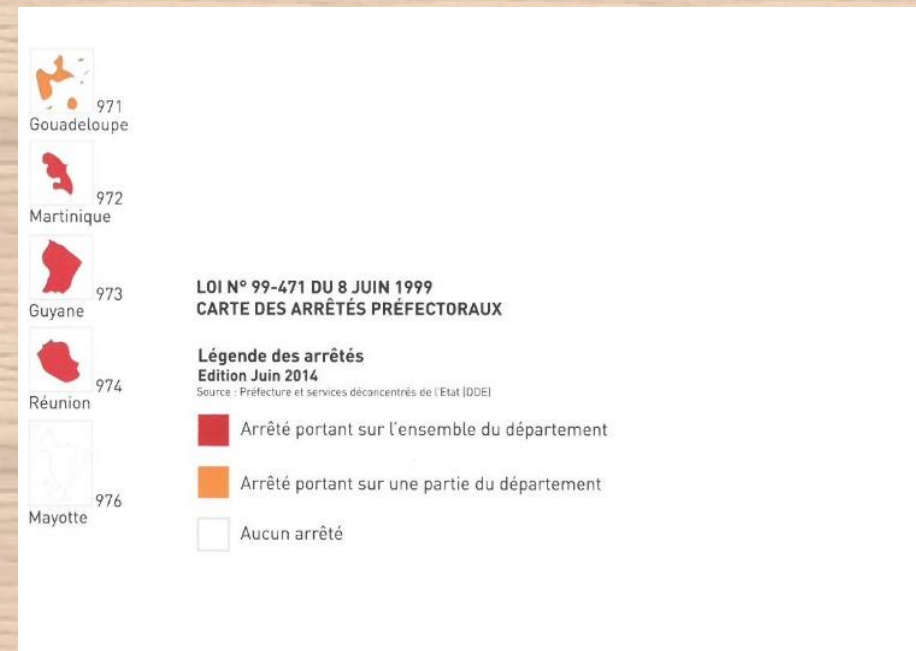 971
Gouadeloupe
972
Martinique
973
Guyane
974
Réunion
976
Mayotte
LOI N° 99-471 DU 8 JUIN 1999
CARTE DES ARRÊTÉS PRÉFECTORAUX
Légende des arrêtés
Edition Juin 2014
Source : Préfecture et services déconcentrés de l'Etat (DDE)
Arrêté portant sur l'ensemble du département
Arrêté portant sur une partie du département
Aucun arrêté